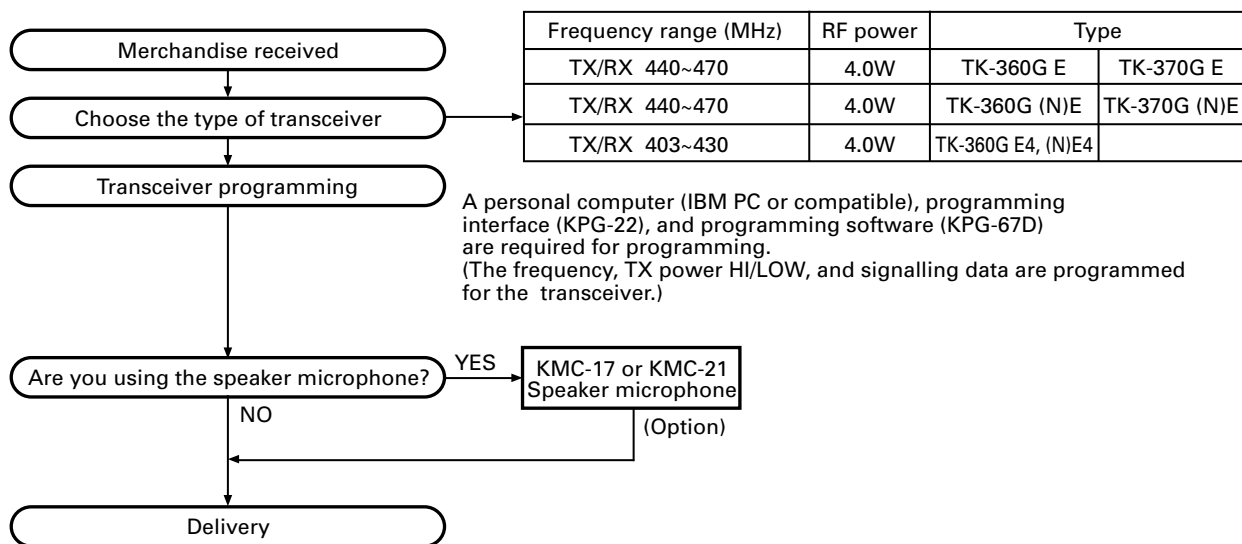 Merchandise received
Choose the type of transceiver
Frequency range (MHz) RF power Type
TX/RX 440~470 4.0W TK-360G E TK-370G E
TX/RX 440~470 4.0W TK-360G (N)E TK-370G (N)E
TX/RX 403~430 4.0W TK-360G E4, (N)E4
Transceiver programming
A personal computer (IBM PC or compatible), programming
interface (KPG-22), and programming software (KPG-67D)
are required for programming.
(The frequency, TX power HI/LOW, and signalling data are programmed
for the transceiver.)
Are you using the speaker microphone?
YES
KMC-17 or KMC-21
Speaker microphone
(Option)
NO
Delivery